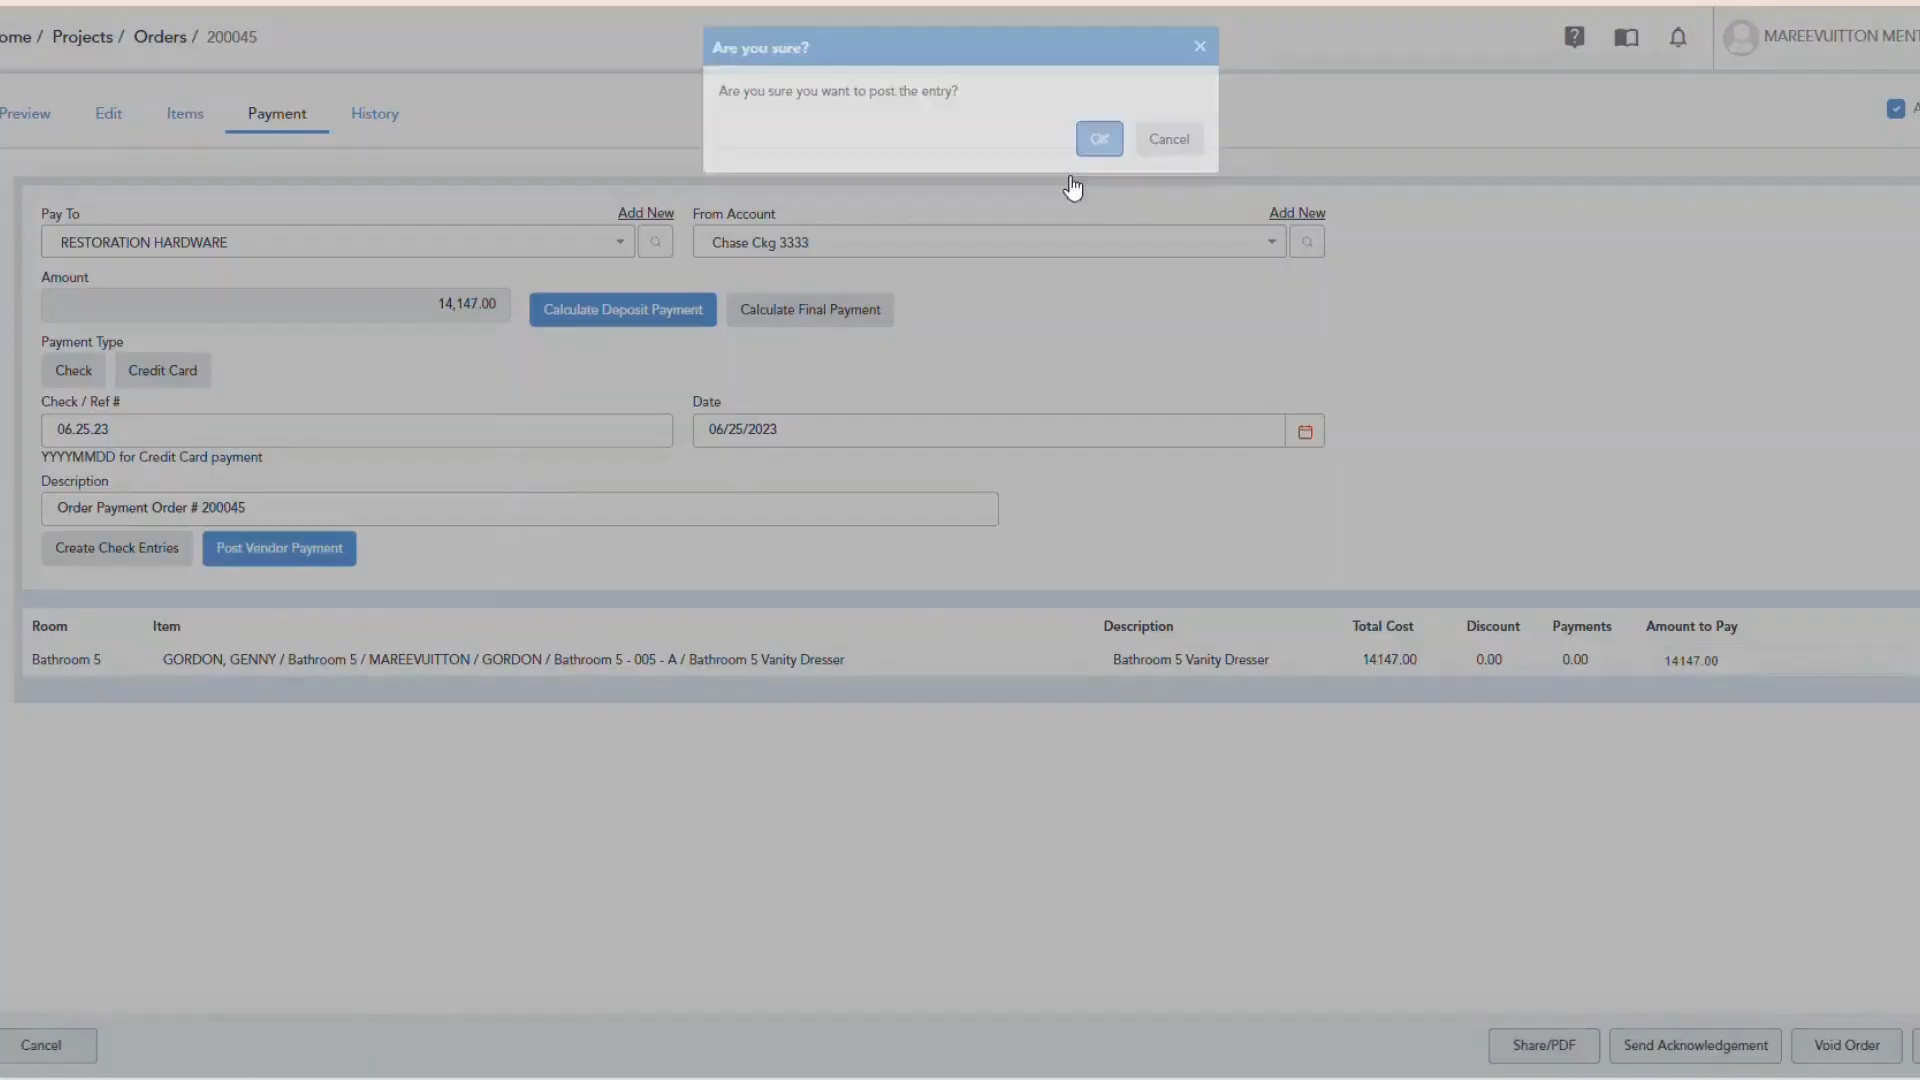 ome / Projects / Orders / 200045
MAREEVUITTON MENT
Are you sure?
Are you sure you want to post the entry?
OK Cancel
Preview Edit Items Payment History
Pay To Add New From Account Add New
RESTORATION HARDWARE Chase Ckg 3333
Amount
14,147.00 Calculate Deposit Payment Calculate Final Payment
Payment Type
Check Credit Card
Check / Ref # Date
06.25.23 06/25/2023
YYYYMMDD for Credit Card payment
Description
Order Payment Order # 200045
Create Check Entries Post Vendor Payment
Room Item Description Total Cost Discount Payments Amount to Pay
Bathroom 5 GORDON, GENNY / Bathroom 5 / MAREEVUITTON / GORDON / Bathroom 5 - 005 - A / Bathroom 5 Vanity Dresser Bathroom 5 Vanity Dresser 14147.00 0.00 0.00 14147.00
Cancel Share/PDF Send Acknowledgement Void Order